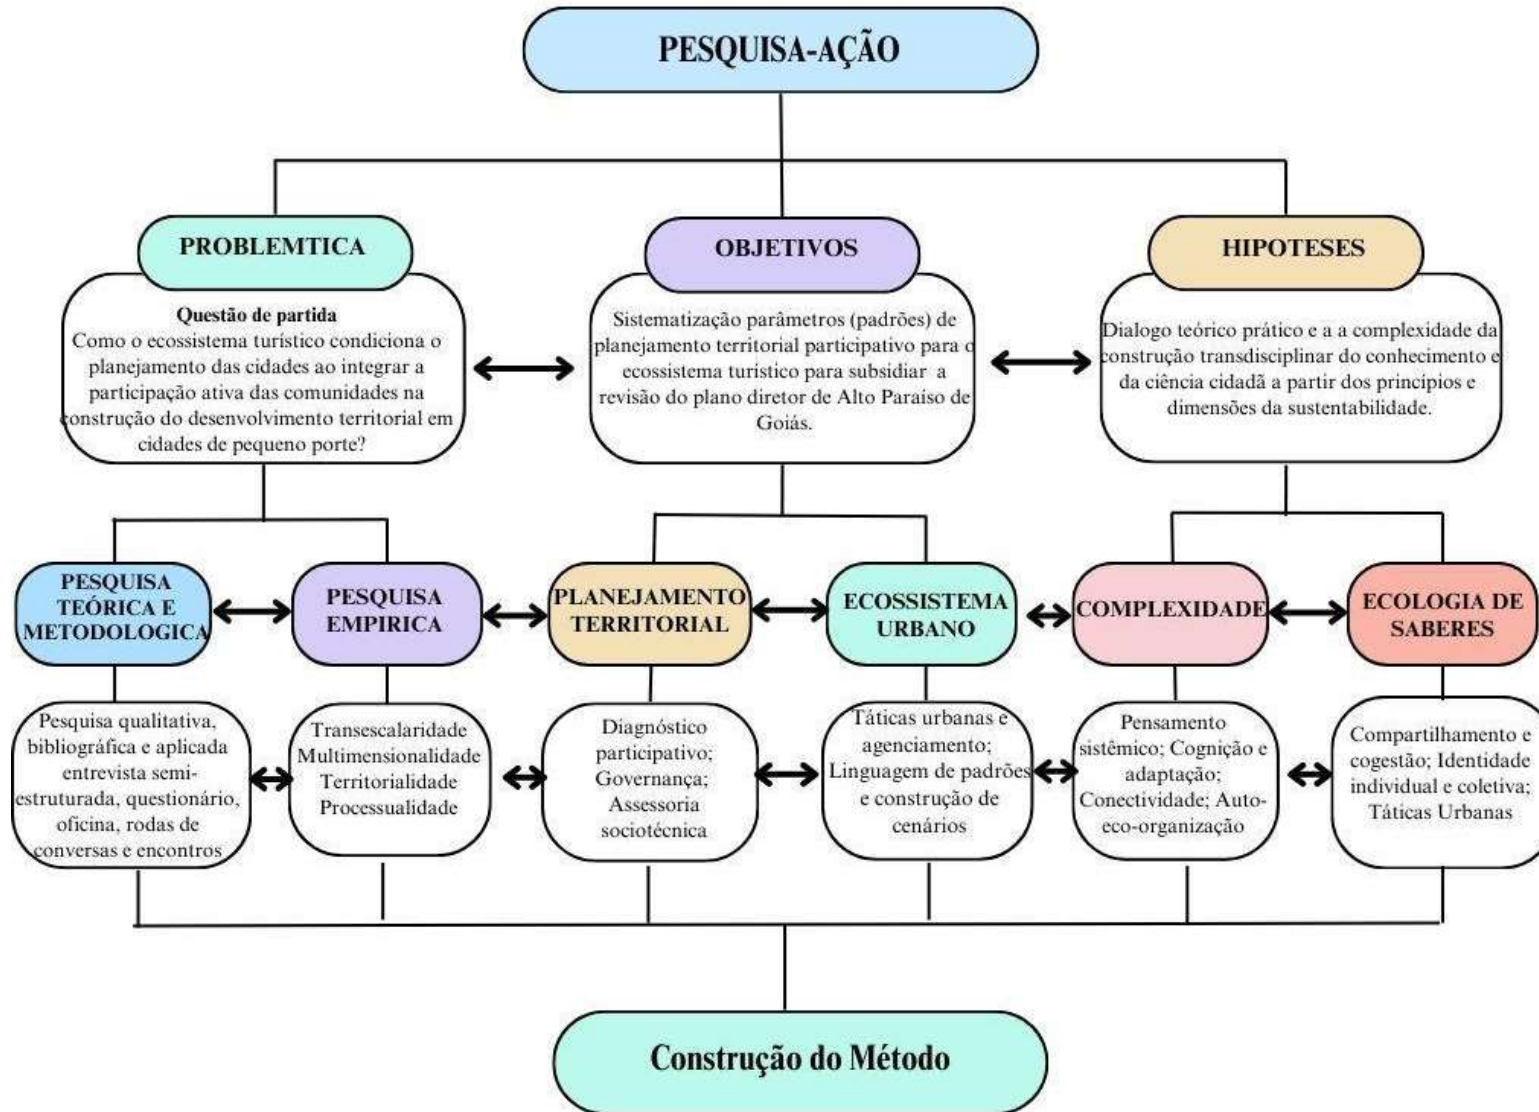 PESQUISA-AÇÃO
PROBLEMTICA
Questão de partida
Como o ecossistema turístico condiciona o
planejamento das cidades ao integrar a
participação ativa das comunidades na
construção do desenvolvimento territorial em
cidades de pequeno porte?
OBJETIVOS
Sistematização parâmetros (padrões) de
planejamento territorial participativo para o
ecossistema turístico para subsidiar a
revisão do plano diretor de Alto Paraíso de
Goiás.
HIPOTESES
Dialogo teórico prático e a a complexidade da
construção transdisciplinar do conhecimento e
da ciência cidadã a partir dos princípios e
dimensões da sustentabilidade.
PESQUISA
TEÓRICA E
METODOLOGICA
PESQUISA
EMPIRICA
PLANEJAMENTO
TERRITORIAL
ECOSSISTEMA
URBANO
COMPLEXIDADE
ECOLOGIA DE
SABERES
Pesquisa qualitativa,
bibliográfica e aplicada
entrevista semi-
estruturada, questionário,
oficina, rodas de
conversas e encontros
Transescalaridade
Multimensionalidade
Territorialidade
Processualidade
Diagnóstico
participativo;
Governança;
Assessoria
sociotécnica
Táticas urbanas e
agenciamento;
Linguagem de padrões
e construção de
cenários
Pensamento
sistêmico; Cognição e
adaptação;
Conectividade; Auto-
eco-organização
Compartilhamento e
cogestão; Identidade
individual e coletiva;
Táticas Urbanas
Construção do Método